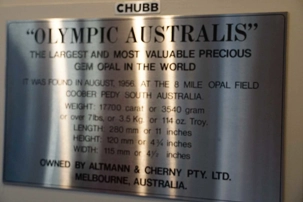 CHUBB
"OLYMPIC AUSTRALIS"
THE LARGEST AND MOST VALUABLE PRECIOUS
GEM OPAL IN THE WORLD
IT WAS FOUND IN AUGUST, 1956 AT THE 8 MILE OPAL FIELD
COOBER PEDY SOUTH AUSTRALIA.
WEIGHT: 17700 carat or 3540 gram
or over 7lbs, or 3.5 Kg. or 114 oz. Troy.
LENGTH: 280 mm or 11 inches
HEIGHT: 120 mm or 4¾ inches
WIDTH: 115 mm or 4½ inches
OWNED BY ALTMANN & CHERNY PTY. LTD.
MELBOURNE, AUSTRALIA.